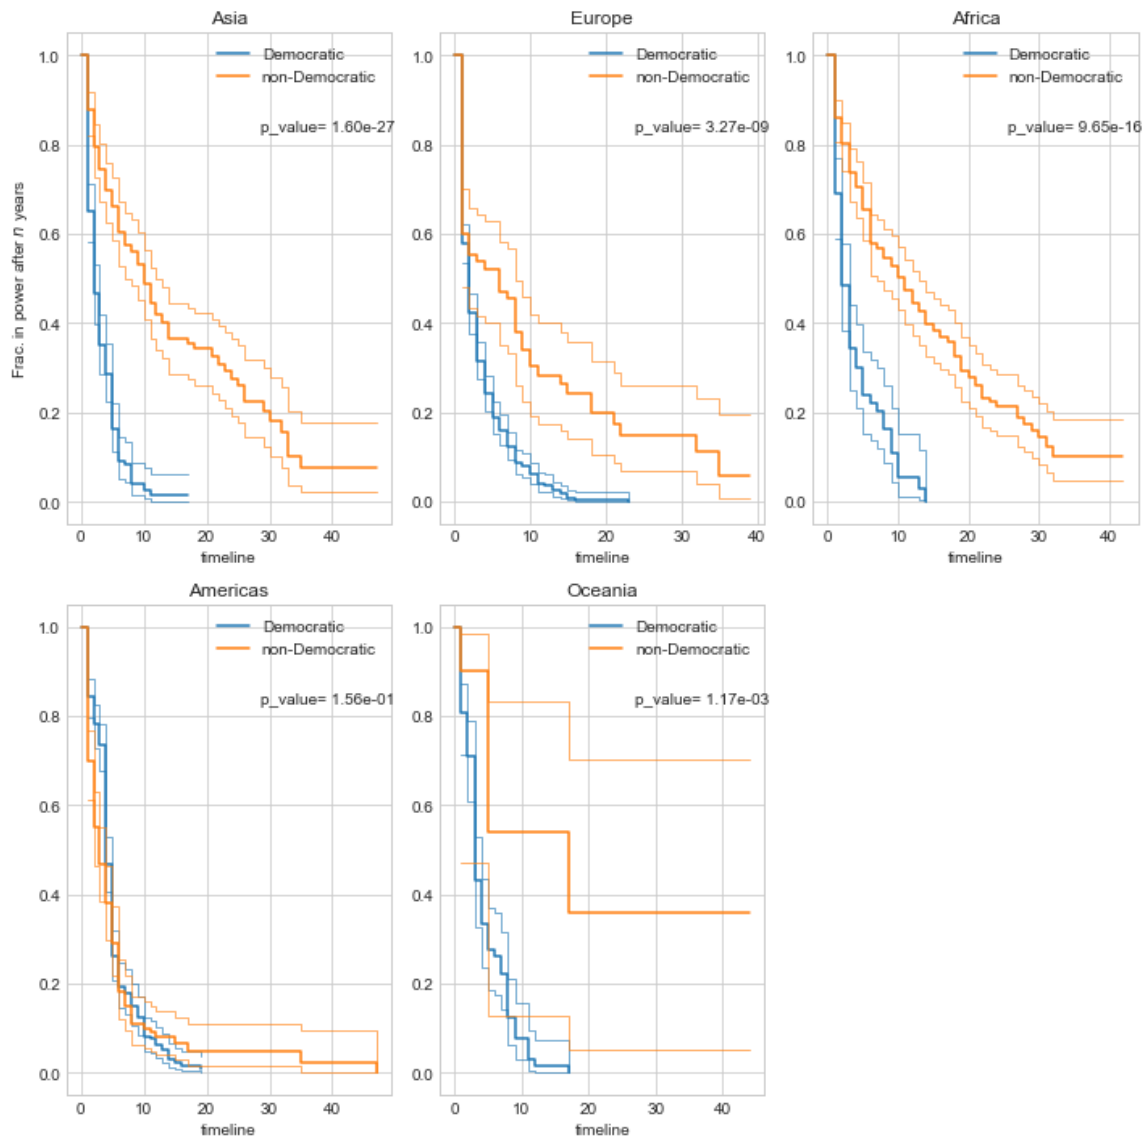 Asia
Democratic
non-Democratic
p_value= 1.60e-27
Frac. in power after n years
1.0
0.8
0.6
0.4
0.2
0.0
0 10 20 30 40
timeline
Europe
Democratic
non-Democratic
p_value= 3.27e-09
1.0
0.8
0.6
0.4
0.2
0.0
0 10 20 30 40
timeline
Africa
Democratic
non-Democratic
p_value= 9.65e-16
1.0
0.8
0.6
0.4
0.2
0.0
0 10 20 30 40
timeline
Americas
Democratic
non-Democratic
p_value= 1.56e-01
1.0
0.8
0.6
0.4
0.2
0.0
0 10 20 30 40
timeline
Oceania
Democratic
non-Democratic
p_value= 1.17e-03
1.0
0.8
0.6
0.4
0.2
0.0
0 10 20 30 40
timeline